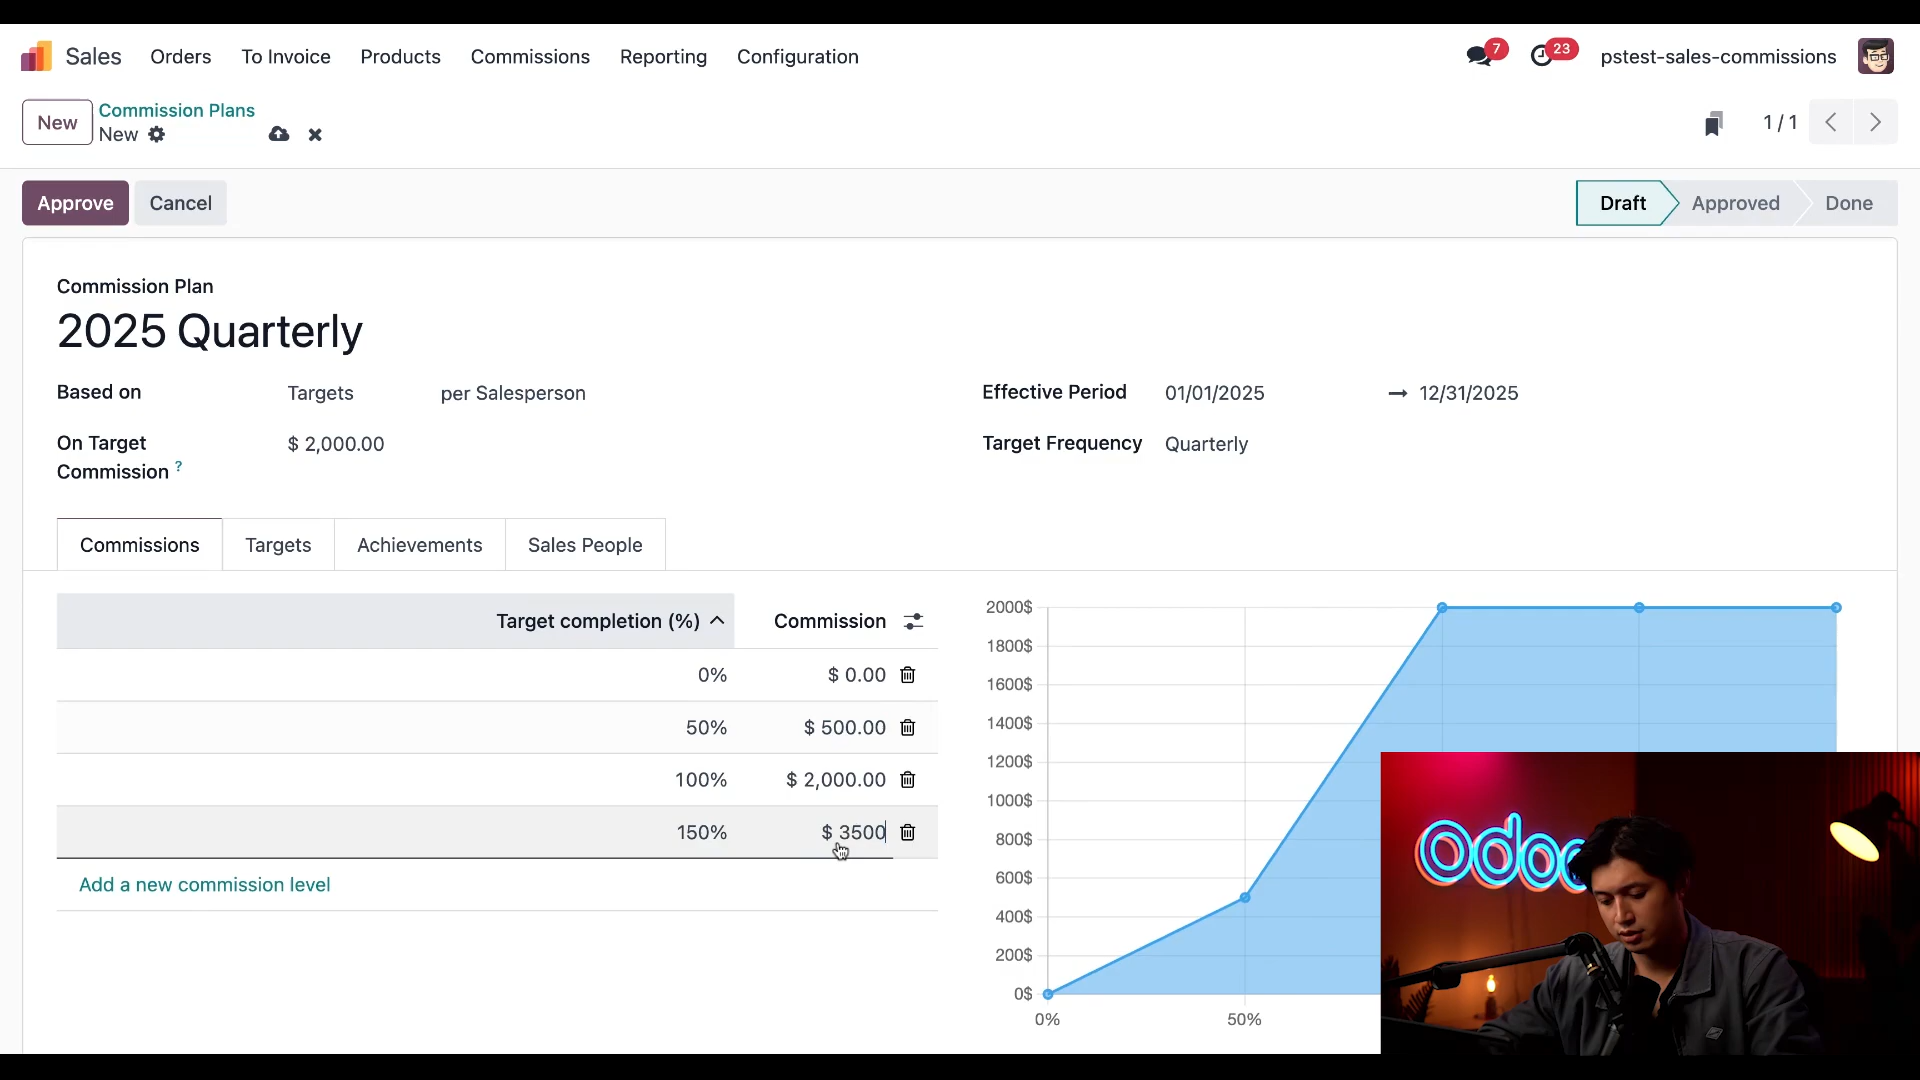 Sales Orders To Invoice Products Commissions Reporting Configuration 7 23 pstest-sales-commissions
New Commission Plans
New 1 / 1
Approve Cancel Draft Approved Done
Commission Plan
2025 Quarterly
Based on Targets per Salesperson Effective Period 01/01/2025 → 12/31/2025
On Target Commission ? $ 2,000.00 Target Frequency Quarterly
Commissions Targets Achievements Sales People
Target completion (%) Commission
0% $ 0.00
50% $ 500.00
100% $ 2,000.00
150% $ 3500
Add a new commission level
2000$
1800$
1600$
1400$
1200$
1000$
800$
600$
400$
200$
0$
0% 50%
odoo